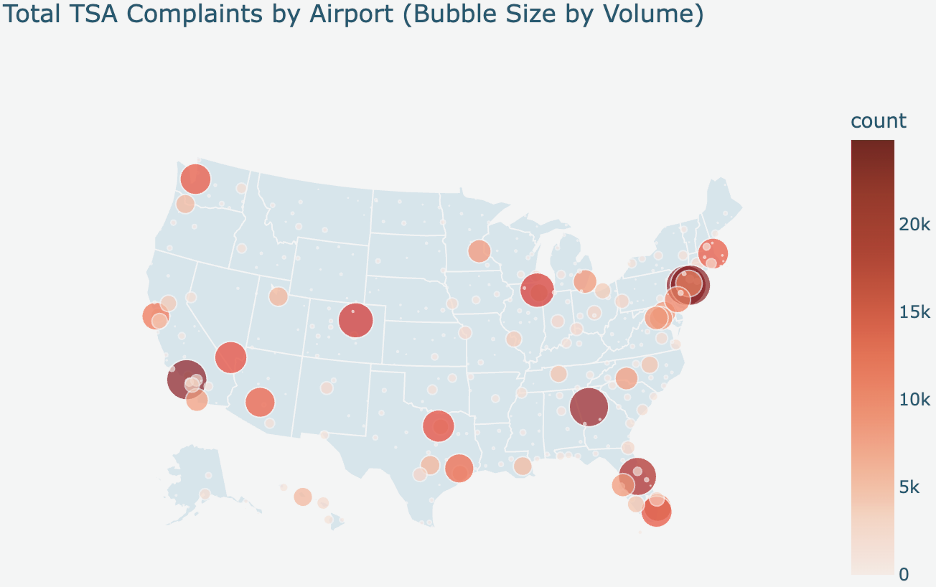 Total TSA Complaints by Airport (Bubble Size by Volume)
count
20k
15k
10k
5k
0